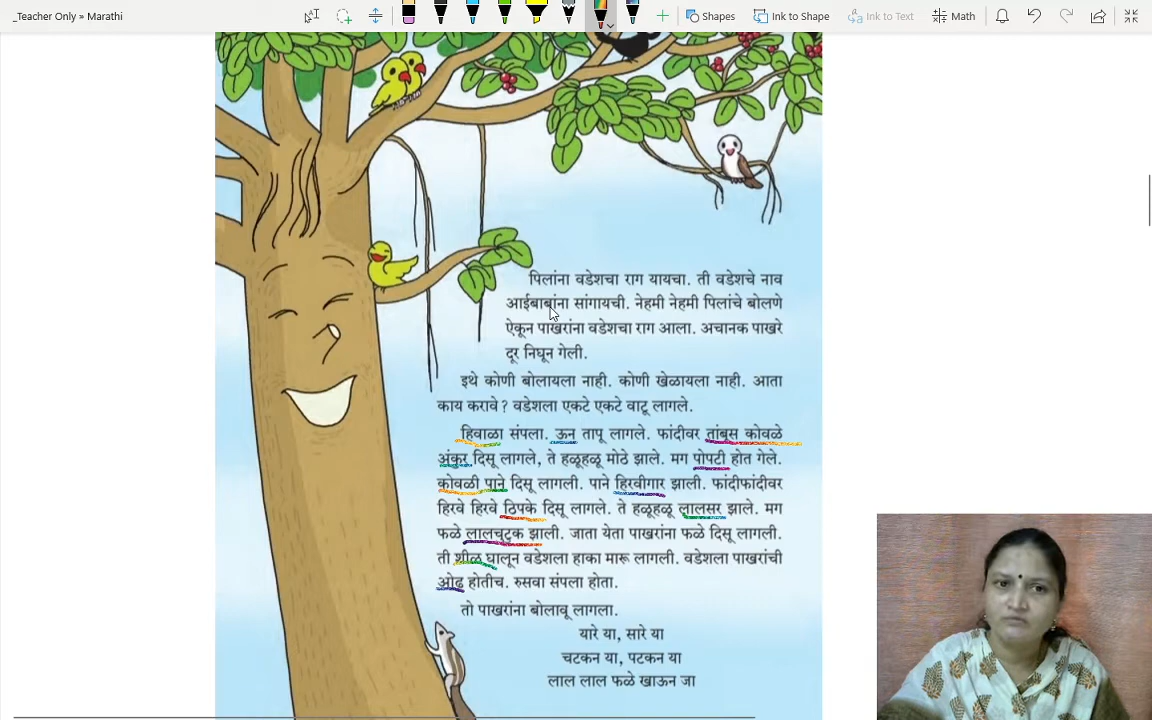 _Teacher Only » Marathi
Shapes
Ink to Shape
Ink to Text
Math
पिलांना वडेशचा राग यायचा. ती वडेशचे नाव
आईबाबांना सांगायची. नेहमी नेहमी पिलांचे बोलणे
ऐकून पाखरांना वडेशचा राग आला. अचानक पाखरे
दूर निघून गेली.
इथे कोणी बोलायला नाही. कोणी खेळायला नाही. आता
काय करावे? वडेशला एकटे एकटे वाटू लागले.
हिवाळा संपला. ऊन तापू लागले. फांदीवर तांबूस कोवळे
अंकुर दिसू लागले, ते हळूहळू मोठे झाले. मग पोपटी होत गेले.
कोवळी पाने दिसू लागली. पाने हिरवीगार झाली. फांदीफांदीवर
हिरवे हिरवे ठिपके दिसू लागले. ते हळूहळू लालसर झाले. मग
फळे लालचुटुक झाली. जाता येता पाखरांना फळे दिसू लागली.
ती शीळ घालून वडेशला हाका मारू लागली. वडेशला पाखरांची
ओढ होतीच. रुसवा संपला होता.
तो पाखरांना बोलावू लागला.
यारे या, सारे या
चटकन या, पटकन या
लाल लाल फळे खाऊन जा